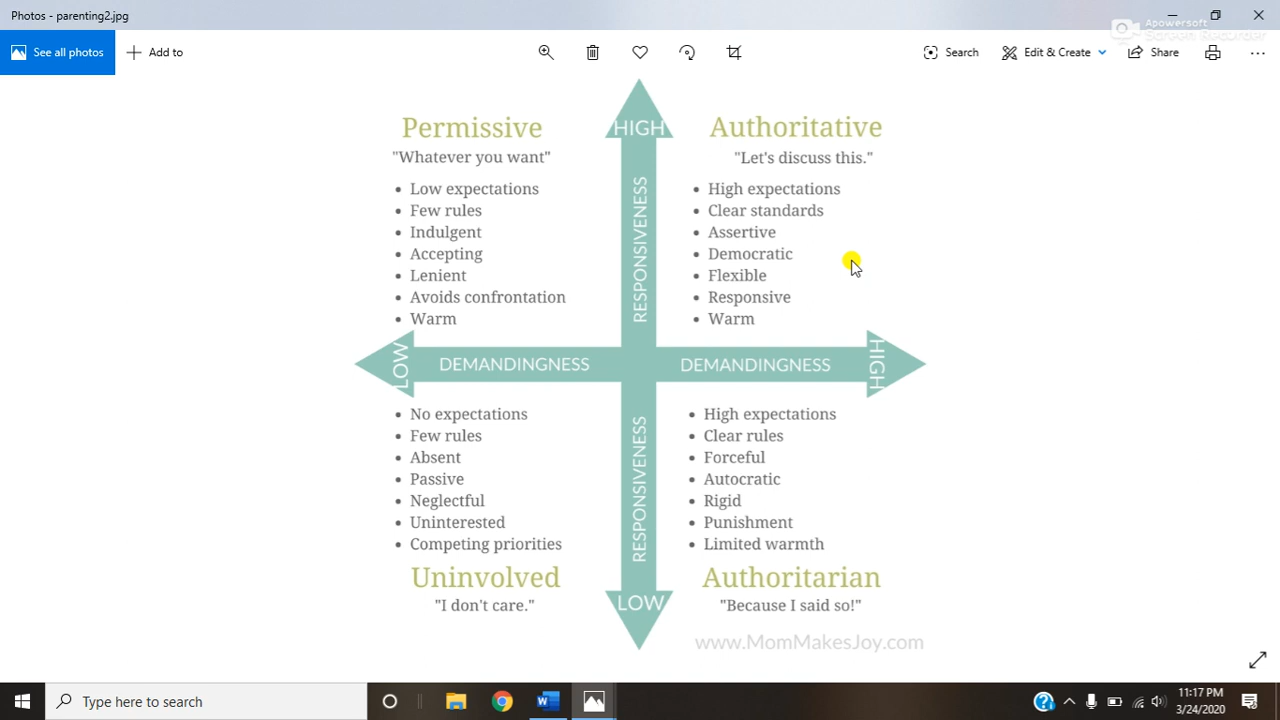 Photos - parenting2.jpg
Apowersoft
Screen Recorder
See all photos
Add to
Search
Edit & Create
Share
Permissive
"Whatever you want"
• Low expectations
• Few rules
• Indulgent
• Accepting
• Lenient
• Avoids confrontation
• Warm
HIGH
RESPONSIVENESS
Authoritative
"Let's discuss this."
• High expectations
• Clear standards
• Assertive
• Democratic
• Flexible
• Responsive
• Warm
LOW
DEMANDINGNESS
DEMANDINGNESS
HIGH
• No expectations
• Few rules
• Absent
• Passive
• Neglectful
• Uninterested
• Competing priorities
Uninvolved
"I don't care."
RESPONSIVENESS
LOW
• High expectations
• Clear rules
• Forceful
• Autocratic
• Rigid
• Punishment
• Limited warmth
Authoritarian
"Because I said so!"
www.MomMakesJoy.com
Type here to search
11:17 PM
3/24/2020